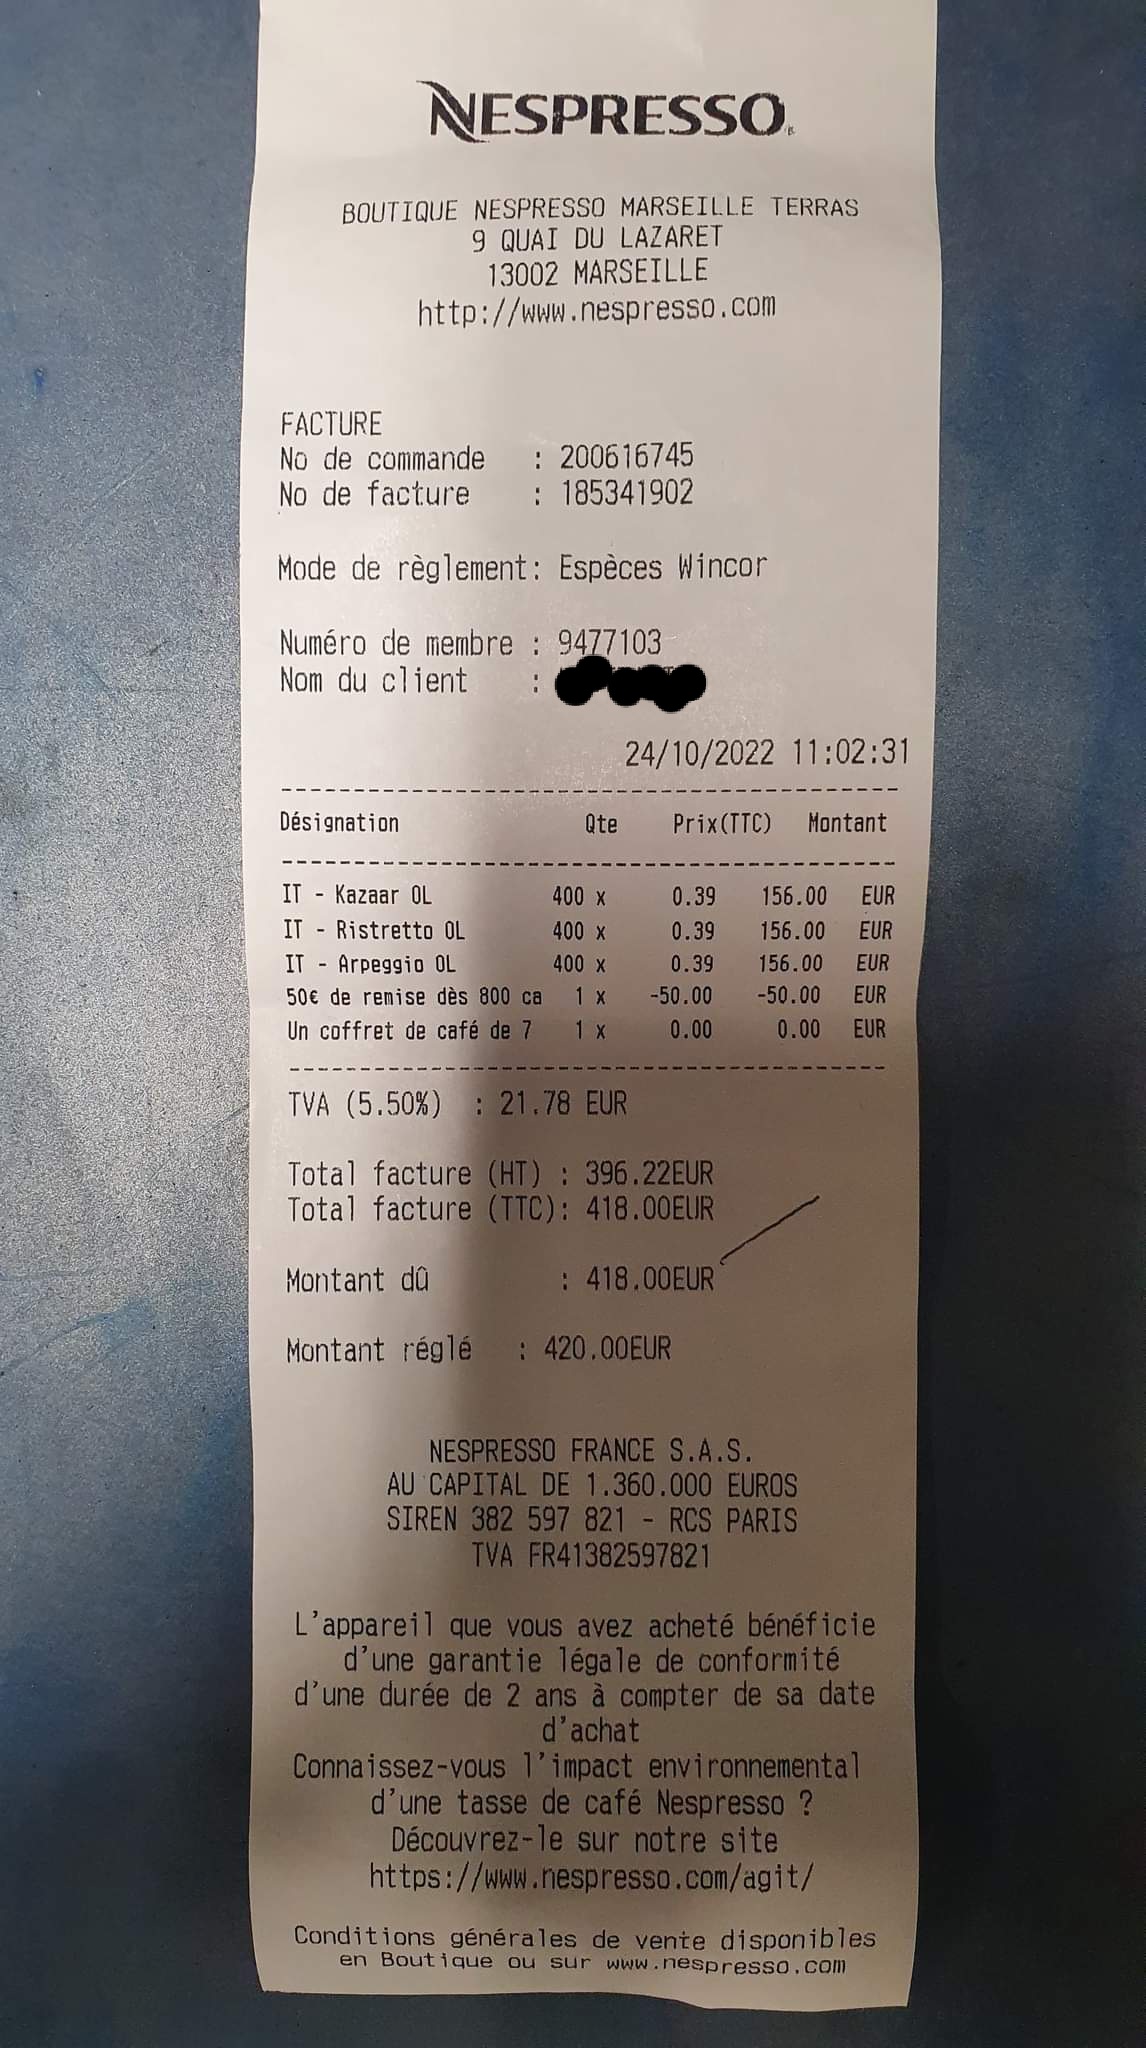 NESPRESSO
BOUTIQUE NESPRESSO MARSEILLE TERRAS
9 QUAI DU LAZARET
13002 MARSEILLE
http://www.nespresso.com
FACTURE
No de commande : 200616745
No de facture : 185341902
Mode de règlement: Espèces Wincor
Numéro de membre : 9477103
Nom du client :
24/10/2022 11:02:31
Désignation Qte Prix(TTC) Montant
IT - Kazaar OL 400 x 0.39 156.00 EUR
IT - Ristretto OL 400 x 0.39 156.00 EUR
IT - Arpeggio OL 400 x 0.39 156.00 EUR
50€ de remise dès 800 ca 1 x -50.00 -50.00 EUR
Un coffret de café de 7 1 x 0.00 0.00 EUR
TVA (5.50%) : 21.78 EUR
Total facture (HT) : 396.22EUR
Total facture (TTC): 418.00EUR
Montant dû : 418.00EUR
Montant réglé : 420.00EUR
NESPRESSO FRANCE S.A.S.
AU CAPITAL DE 1.360.000 EUROS
SIREN 382 597 821 - RCS PARIS
TVA FR41382597821
L'appareil que vous avez acheté bénéficie
d'une garantie légale de conformité
d'une durée de 2 ans à compter de sa date
d'achat
Connaissez-vous l'impact environnemental
d'une tasse de café Nespresso ?
Découvrez-le sur notre site
https://www.nespresso.com/agit/
Conditions générales de vente disponibles
en Boutique ou sur www.nespresso.com